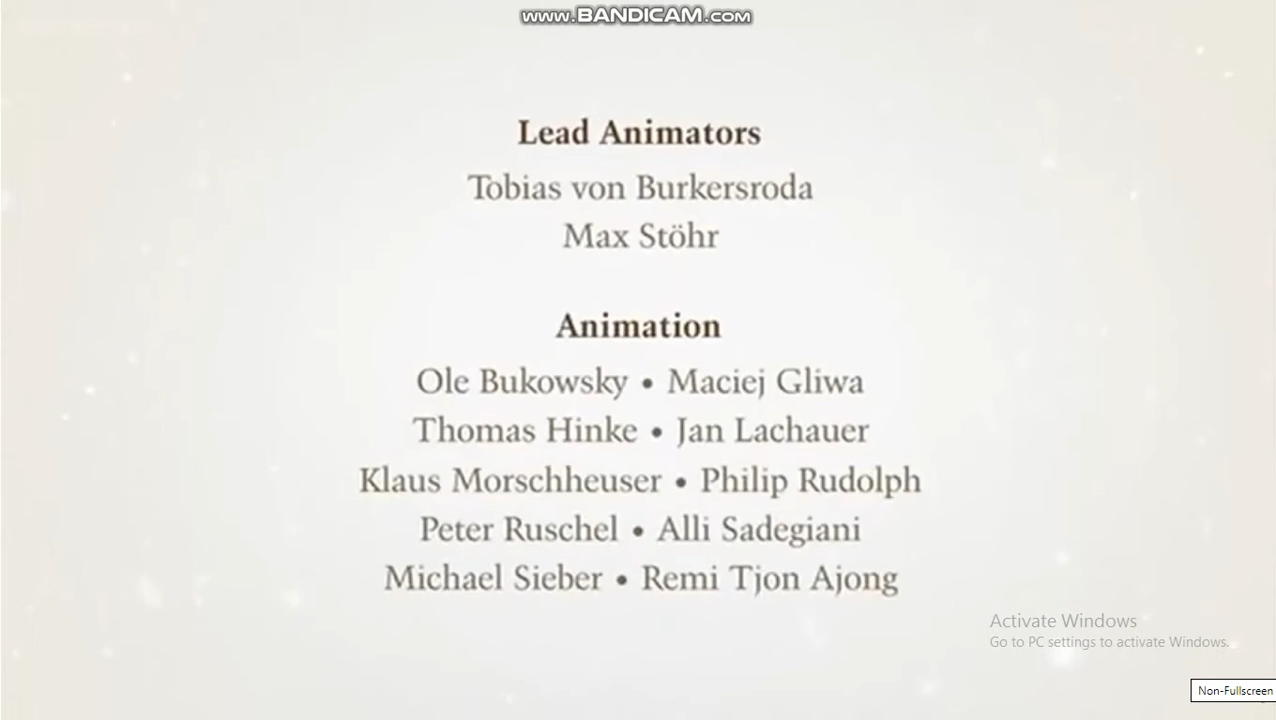 www.BANDICAM.com
Lead Animators
Tobias von Burkersroda
Max Stöhr
Animation
Ole Bukowsky • Maciej Gliwa
Thomas Hinke • Jan Lachauer
Klaus Morschheuser • Philip Rudolph
Peter Ruschel • Alli Sadegiani
Michael Sieber • Remi Tjon Ajong
Activate Windows
Go to PC settings to activate Windows.
Non-Fullscreen